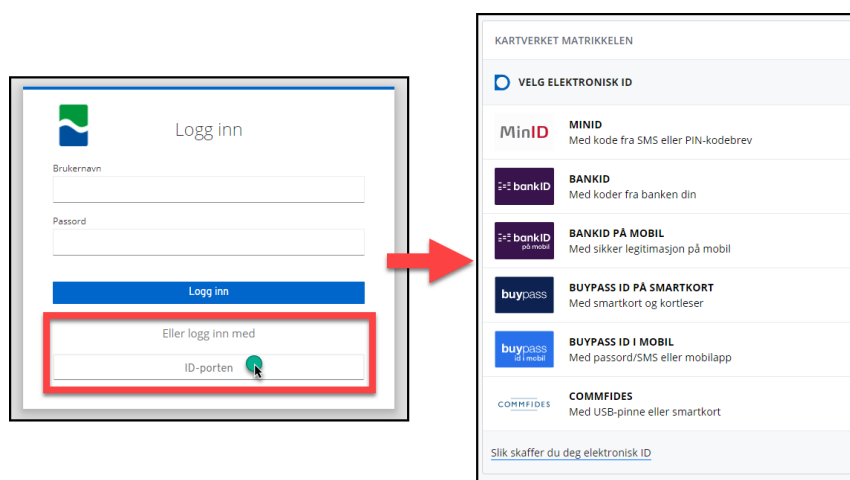 Logg inn
Brukernavn
Passord
Logg inn
Eller logg inn med
ID-porten
KARTVERKET MATRIKKELEN
VELG ELEKTRONISK ID
MinID
MINID
Med kode fra SMS eller PIN-kodebrev
bankID
BANKID
Med koder fra banken din
bankID
på mobil
BANKID PÅ MOBIL
Med sikker legitimasjon på mobil
buypass
BUYPASS ID PÅ SMARTKORT
Med smartkort og kortleser
buypass
id i mobil
BUYPASS ID I MOBIL
Med passord/SMS eller mobilapp
COMMFIDES
COMMFIDES
Med USB-pinne eller smartkort
Slik skaffer du deg elektronisk ID